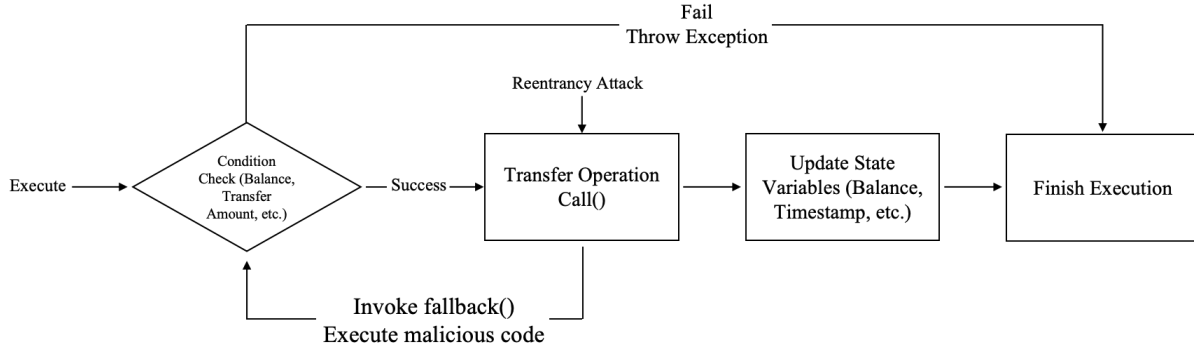 Fail
Throw Exception
Reentrancy Attack
Execute
Condition
Check (Balance,
Transfer
Amount, etc.)
Success
Transfer Operation
Call()
Update State
Variables (Balance,
Timestamp, etc.)
Finish Execution
Invoke fallback()
Execute malicious code